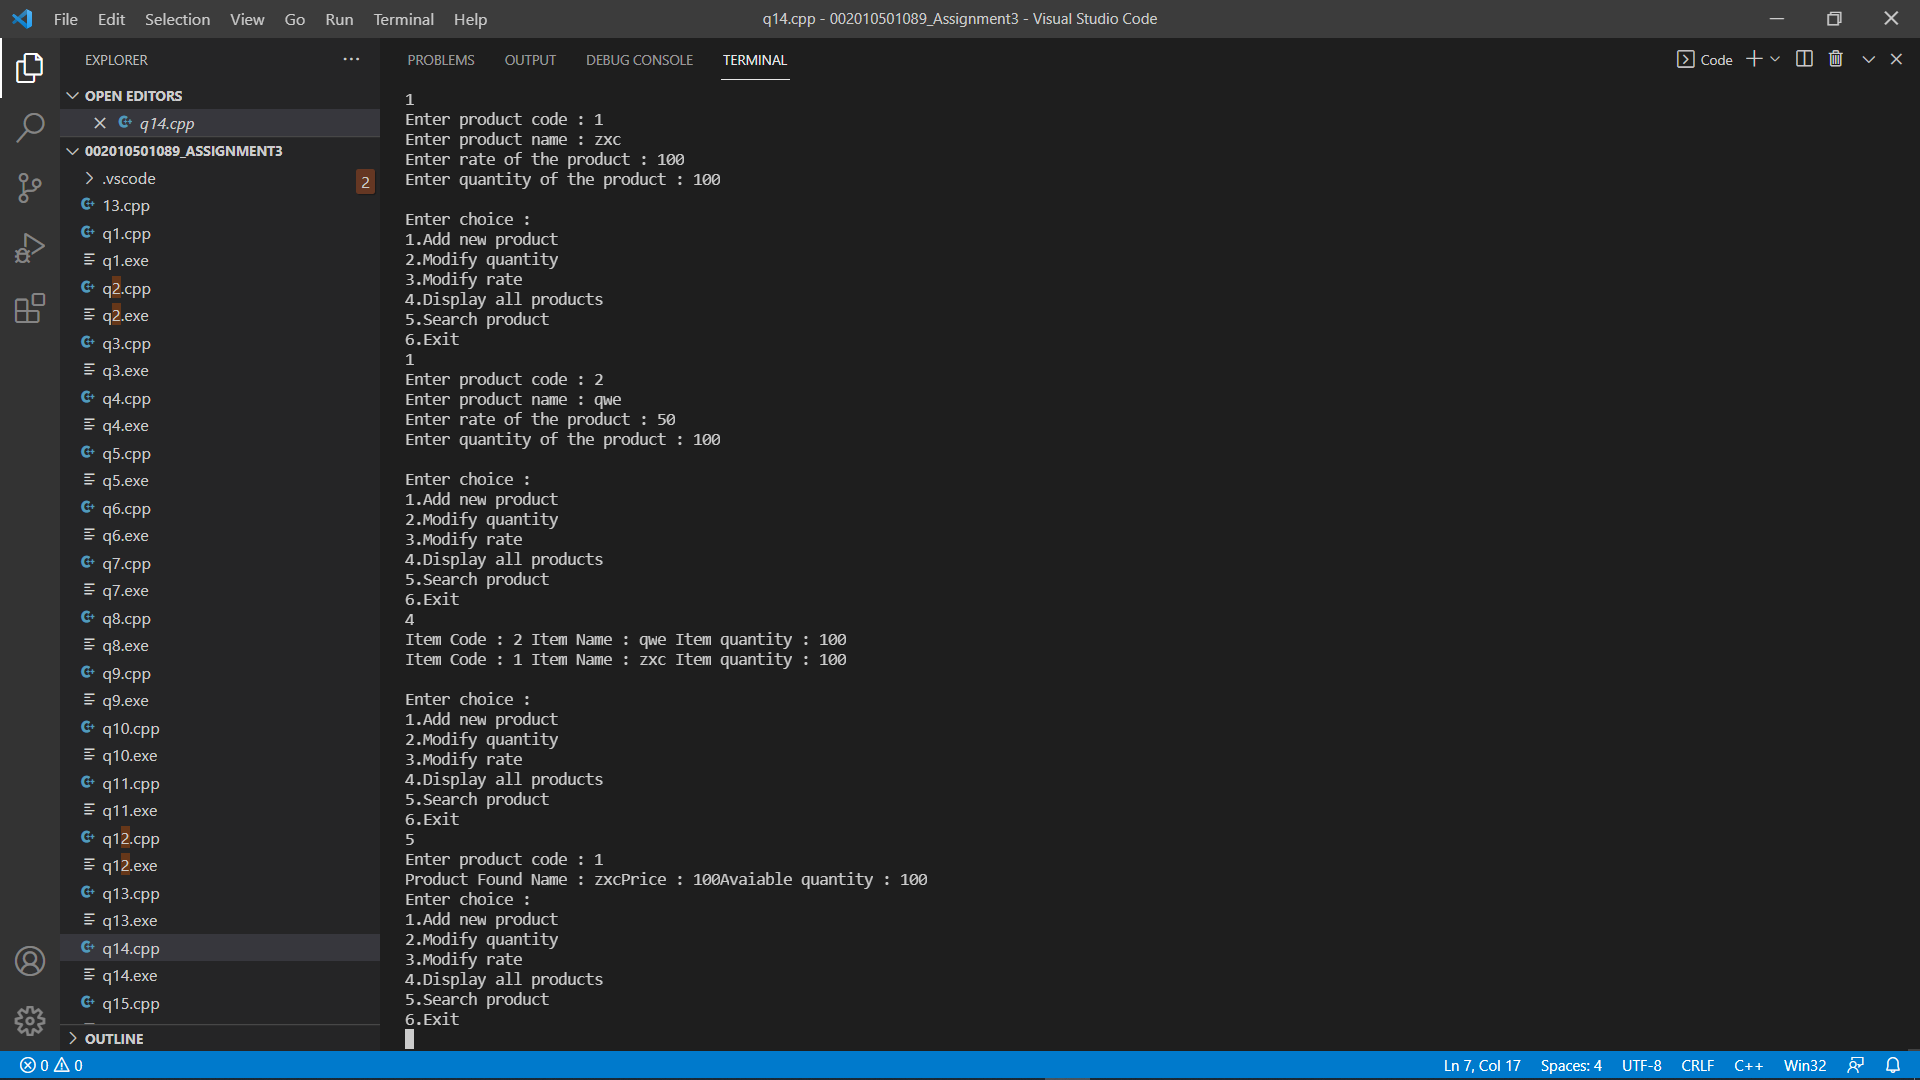 File Edit Selection View Go Run Terminal Help
q14.cpp - 002010501089_Assignment3 - Visual Studio Code
EXPLORER
OPEN EDITORS
q14.cpp
002010501089_ASSIGNMENT3
.vscode 2
13.cpp
q1.cpp
q1.exe
q2.cpp
q2.exe
q3.cpp
q3.exe
q4.cpp
q4.exe
q5.cpp
q5.exe
q6.cpp
q6.exe
q7.cpp
q7.exe
q8.cpp
q8.exe
q9.cpp
q9.exe
q10.cpp
q10.exe
q11.cpp
q11.exe
q12.cpp
q12.exe
q13.cpp
q13.exe
q14.cpp
q14.exe
q15.cpp
OUTLINE
PROBLEMS OUTPUT DEBUG CONSOLE TERMINAL
Code
1
Enter product code : 1
Enter product name : zxc
Enter rate of the product : 100
Enter quantity of the product : 100
Enter choice :
1.Add new product
2.Modify quantity
3.Modify rate
4.Display all products
5.Search product
6.Exit
1
Enter product code : 2
Enter product name : qwe
Enter rate of the product : 50
Enter quantity of the product : 100
Enter choice :
1.Add new product
2.Modify quantity
3.Modify rate
4.Display all products
5.Search product
6.Exit
4
Item Code : 2 Item Name : qwe Item quantity : 100
Item Code : 1 Item Name : zxc Item quantity : 100
Enter choice :
1.Add new product
2.Modify quantity
3.Modify rate
4.Display all products
5.Search product
6.Exit
5
Enter product code : 1
Product Found Name : zxcPrice : 100Avaiable quantity : 100
Enter choice :
1.Add new product
2.Modify quantity
3.Modify rate
4.Display all products
5.Search product
6.Exit
0 0
Ln 7, Col 17 Spaces: 4 UTF-8 CRLF C++ Win32